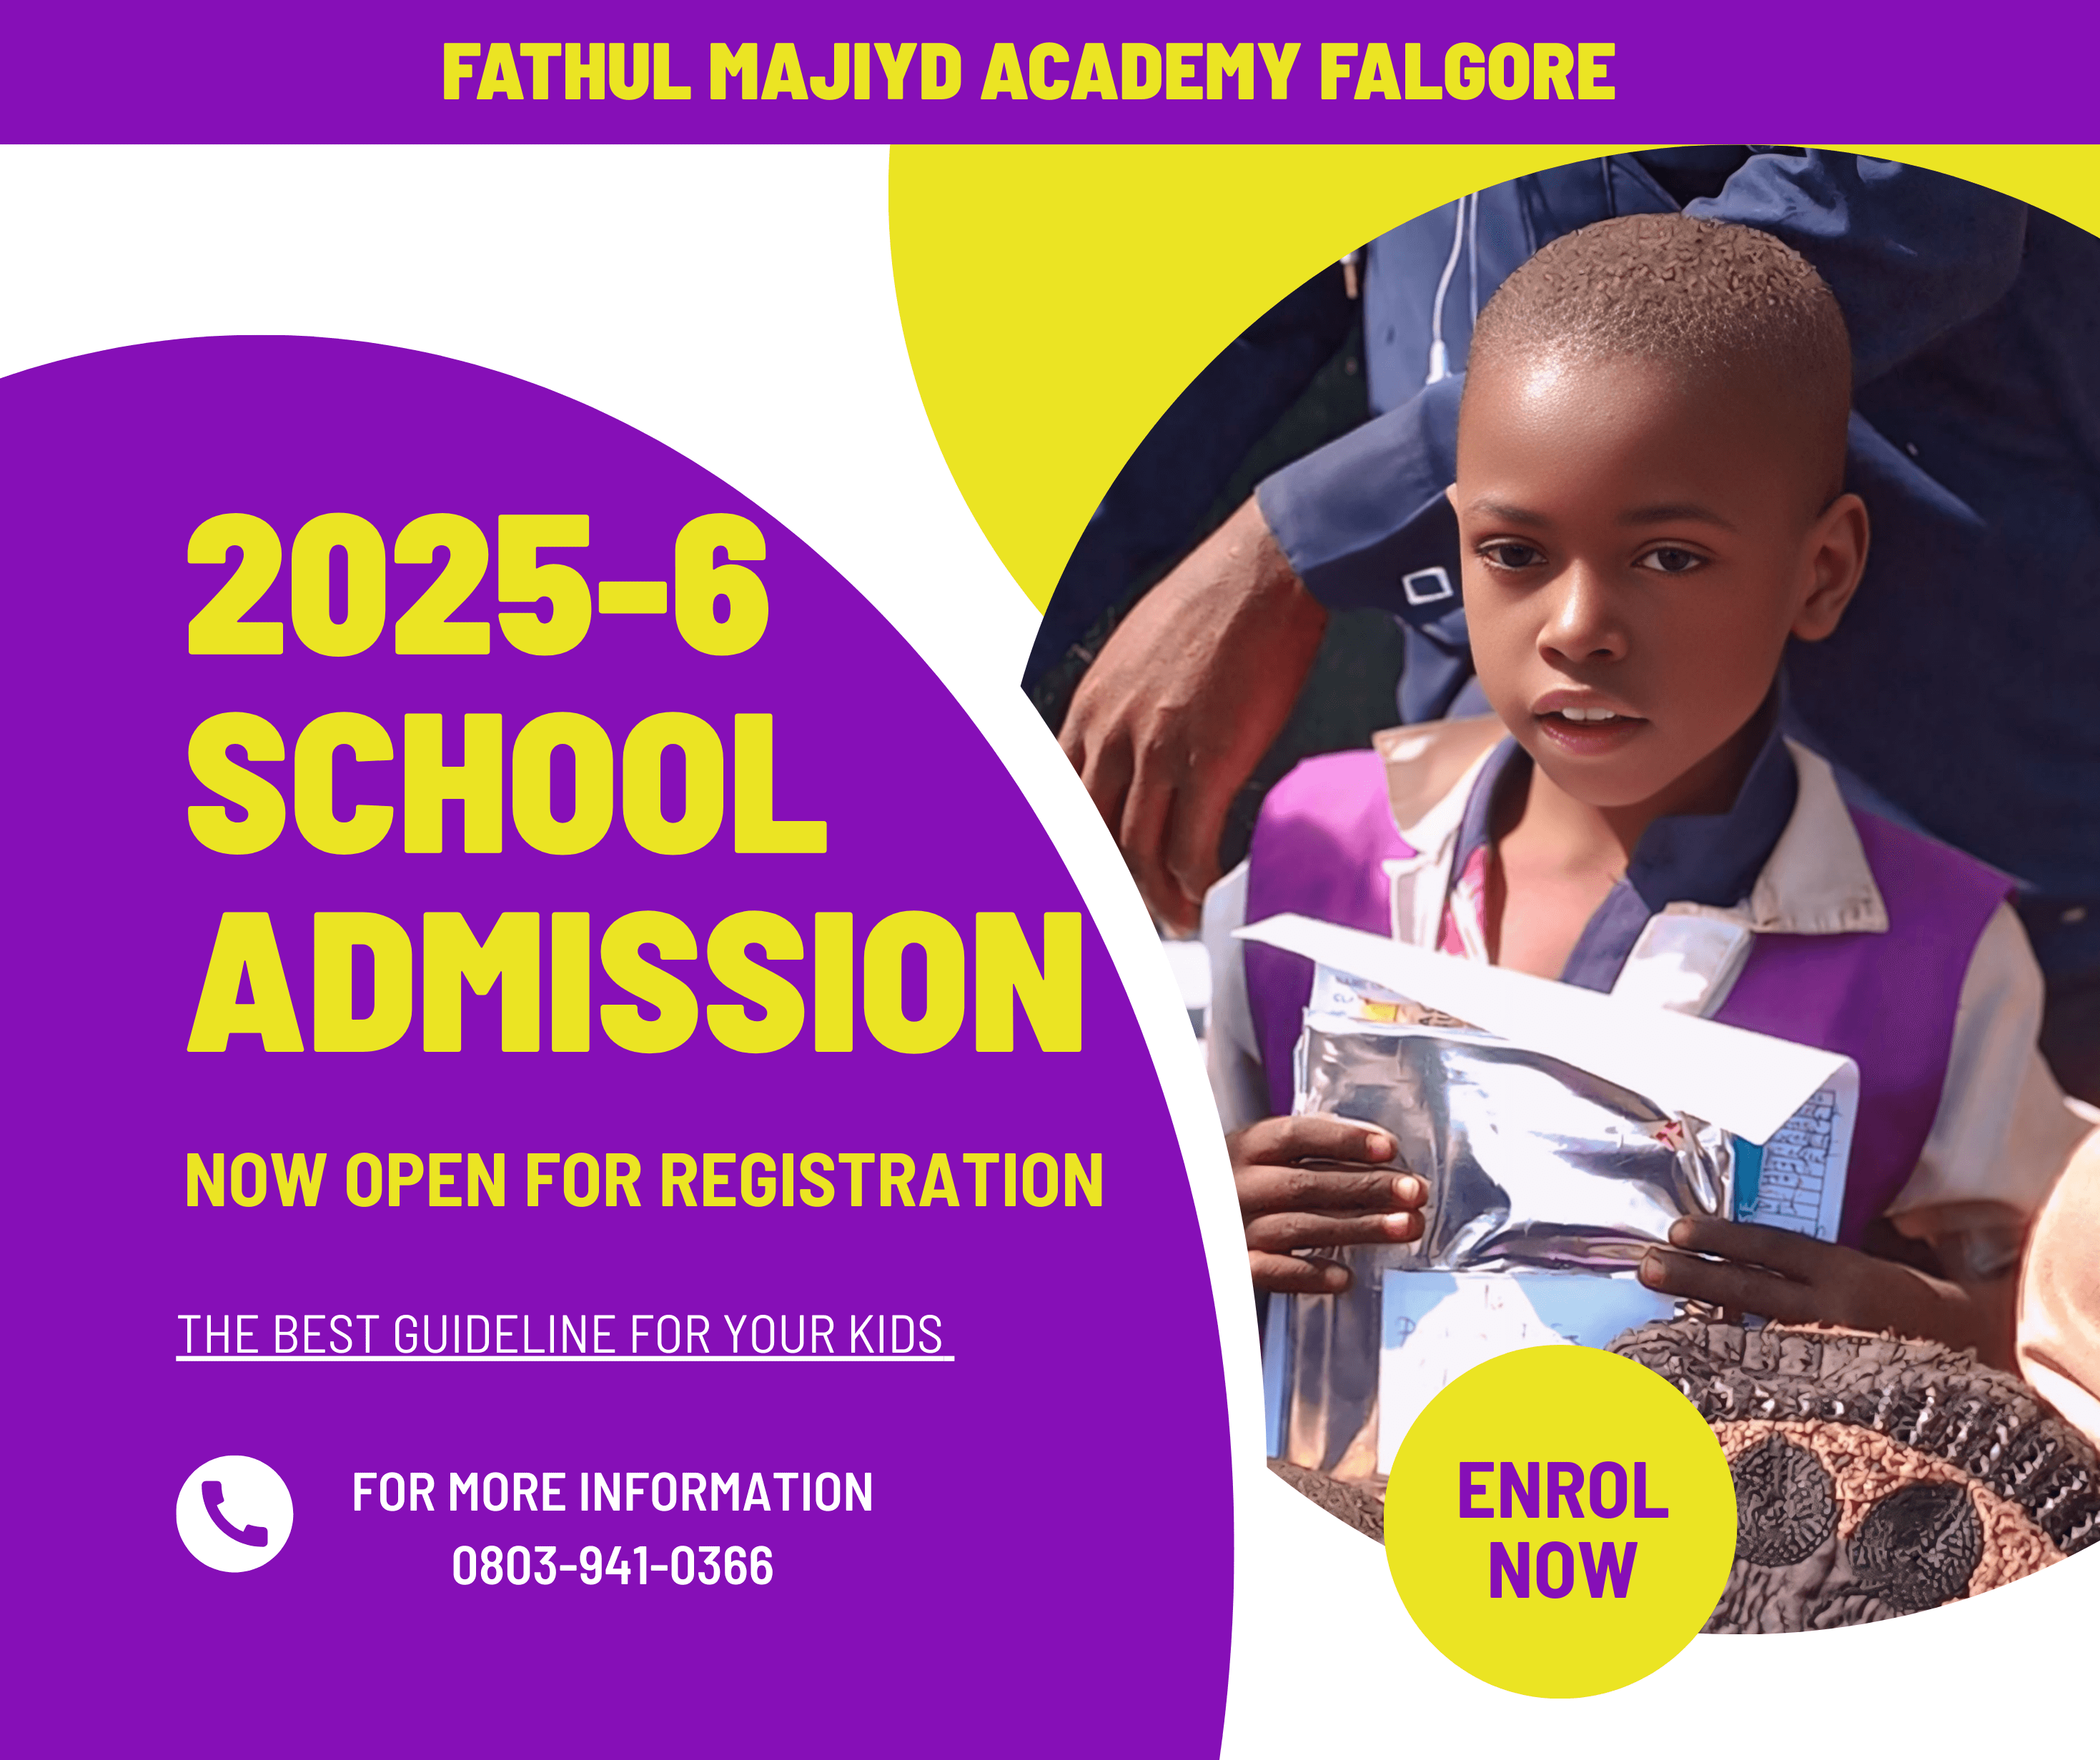 FATHUL MAJIYD ACADEMY FALGORE
2025-6
SCHOOL
ADMISSION
NOW OPEN FOR REGISTRATION
THE BEST GUIDELINE FOR YOUR KIDS
FOR MORE INFORMATION
0803-941-0366
ENROL
NOW